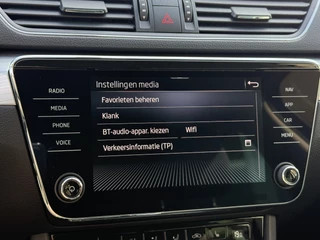 Instellingen media
RADIO
NAV
Favorieten beheren
MEDIA
APP
Klank
PHONE
CAR
BT-audio-appar. kiezen Wifi
VOICE
MENU
Verkeersinformatie (TP)